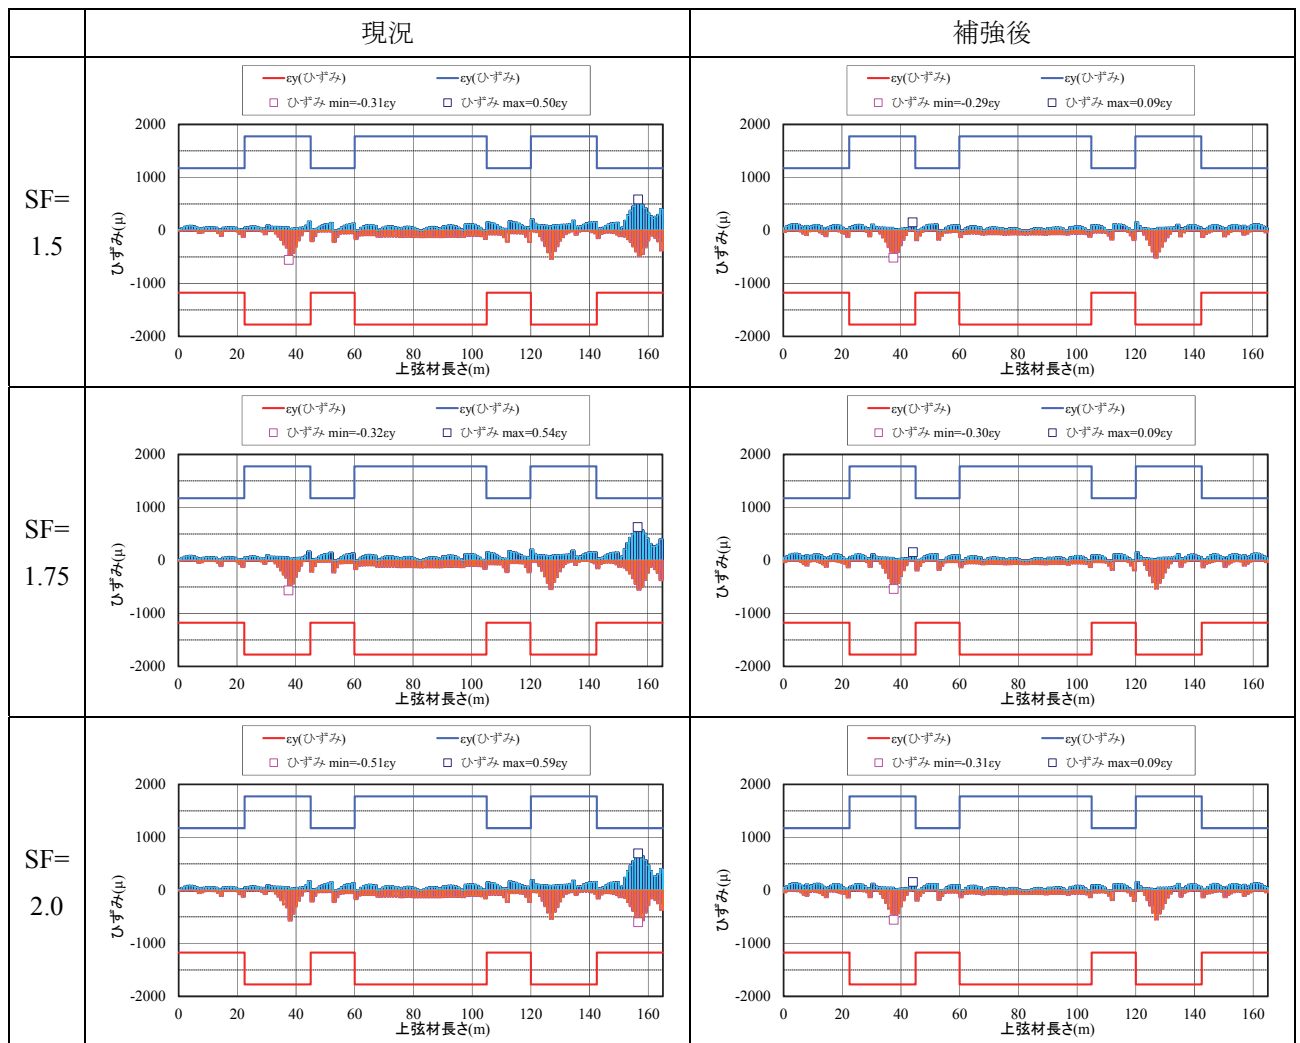 現況
補強後
SF=
1.5
εy(ひずみ) εy(ひずみ)
ひずみ min=-0.31εy ひずみ max=0.50εy
2000
1000
0
-1000
-2000
ひずみ(μ)
0 20 40 60 80 100 120 140 160
上弦材長さ(m)
εy(ひずみ) εy(ひずみ)
ひずみ min=-0.29εy ひずみ max=0.09εy
2000
1000
0
-1000
-2000
ひずみ(μ)
0 20 40 60 80 100 120 140 160
上弦材長さ(m)
SF=
1.75
εy(ひずみ) εy(ひずみ)
ひずみ min=-0.32εy ひずみ max=0.54εy
2000
1000
0
-1000
-2000
ひずみ(μ)
0 20 40 60 80 100 120 140 160
上弦材長さ(m)
εy(ひずみ) εy(ひずみ)
ひずみ min=-0.30εy ひずみ max=0.09εy
2000
1000
0
-1000
-2000
ひずみ(μ)
0 20 40 60 80 100 120 140 160
上弦材長さ(m)
SF=
2.0
εy(ひずみ) εy(ひずみ)
ひずみ min=-0.51εy ひずみ max=0.59εy
2000
1000
0
-1000
-2000
ひずみ(μ)
0 20 40 60 80 100 120 140 160
上弦材長さ(m)
εy(ひずみ) εy(ひずみ)
ひずみ min=-0.31εy ひずみ max=0.09εy
2000
1000
0
-1000
-2000
ひずみ(μ)
0 20 40 60 80 100 120 140 160
上弦材長さ(m)